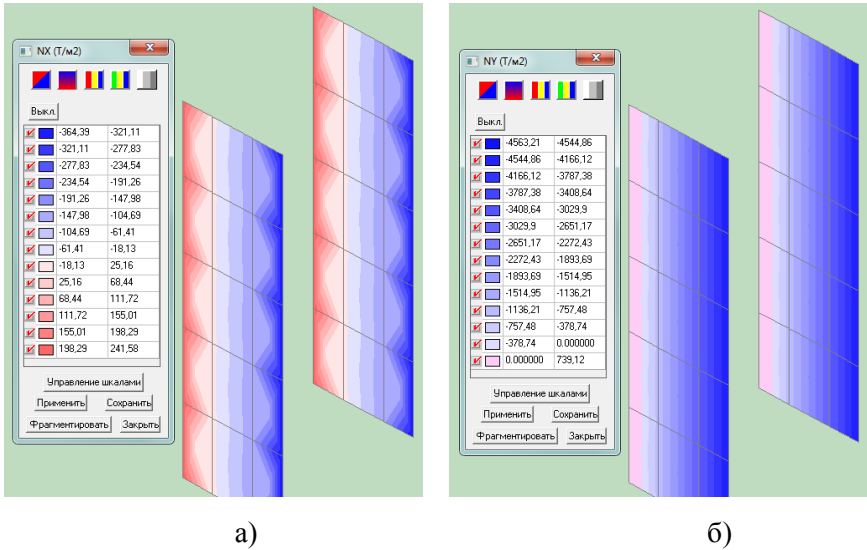 NX (Т/м2)
Выкл.
-364,39 -321,11
-321,11 -277,83
-277,83 -234,54
-234,54 -191,26
-191,26 -147,98
-147,98 -104,69
-104,69 -61,41
-61,41 -18,13
-18,13 25,16
25,16 68,44
68,44 111,72
111,72 155,01
155,01 198,29
198,29 241,58
Управление шкалами
Применить Сохранить
Фрагментировать Закрыть
а)
NY (Т/м2)
Выкл.
-4563,21 -4544,86
-4544,86 -4166,12
-4166,12 -3787,38
-3787,38 -3408,64
-3408,64 -3029,9
-3029,9 -2651,17
-2651,17 -2272,43
-2272,43 -1893,69
-1893,69 -1514,95
-1514,95 -1136,21
-1136,21 -757,48
-757,48 -378,74
-378,74 0.000000
0.000000 739,12
Управление шкалами
Применить Сохранить
Фрагментировать Закрыть
б)